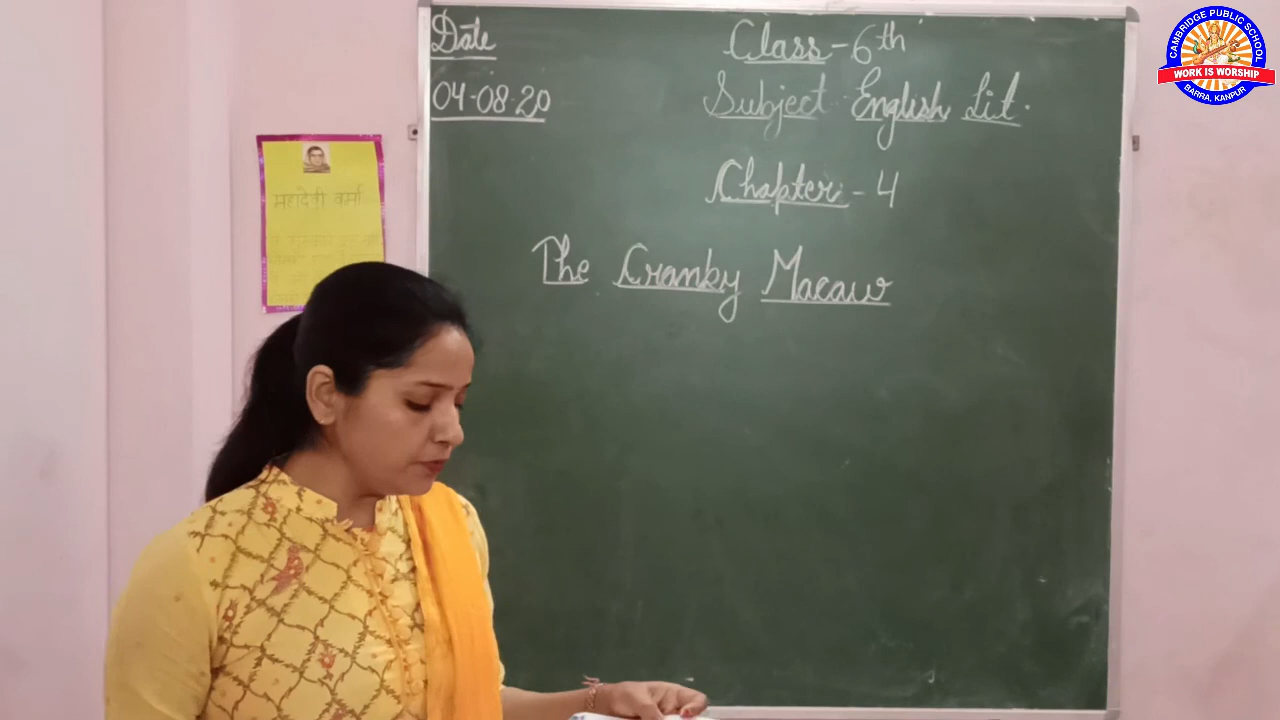 Date
04-08-20
Class-6th
Subject English Lit.
Chapter-4
The Cranky Macaw
महादेवी वर्मा
CAMBRIDGE PUBLIC SCHOOL
WORK IS WORSHIP
BARRA, KANPUR